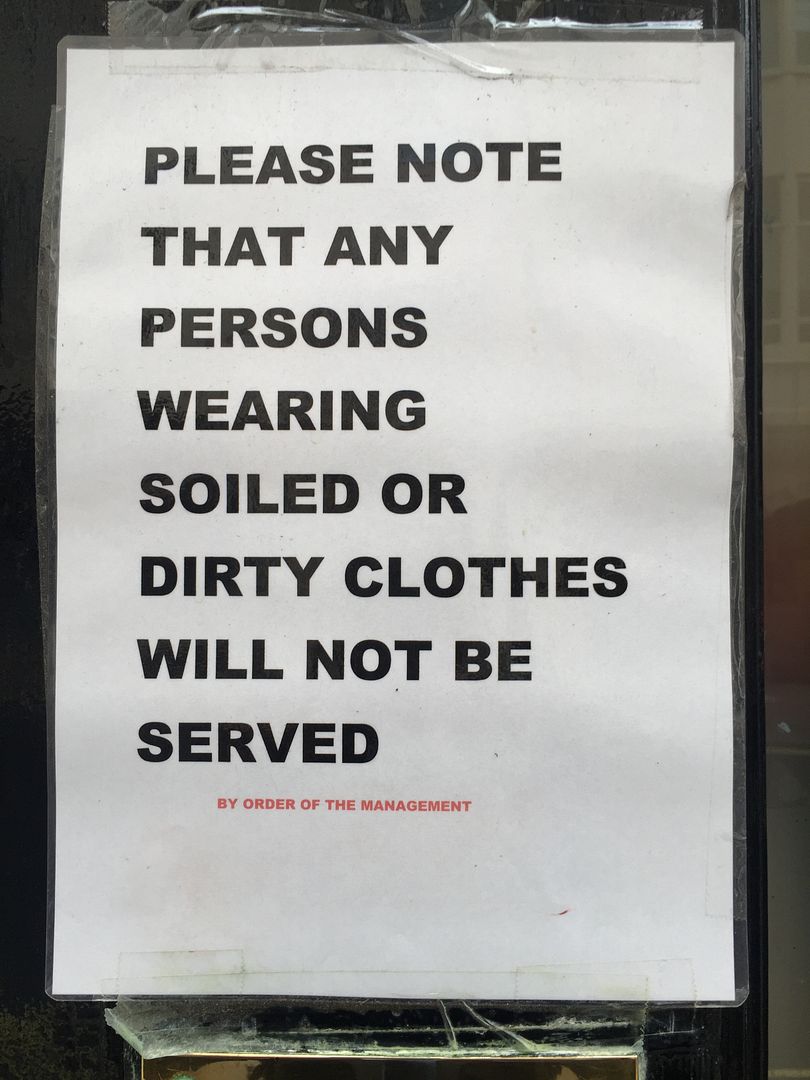 PLEASE NOTE
THAT ANY
PERSONS
WEARING
SOILED OR
DIRTY CLOTHES
WILL NOT BE
SERVED
BY ORDER OF THE MANAGEMENT